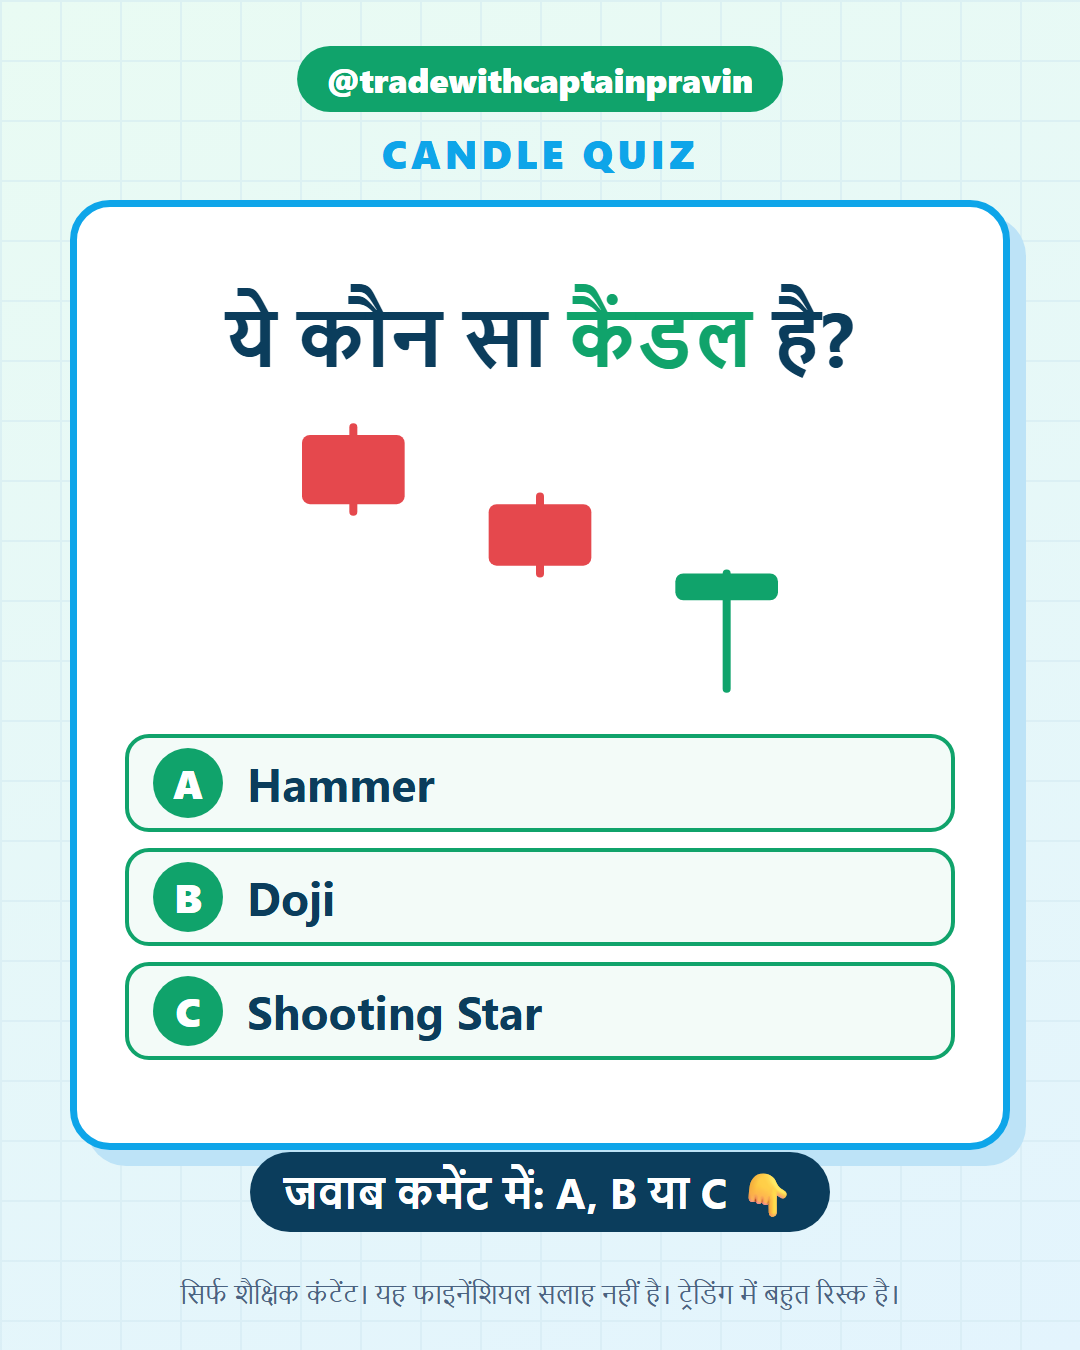 @tradewithcaptainpravin
CANDLE QUIZ
ये कौन सा कैंडल है?
A Hammer
B Doji
C Shooting Star
जवाब कमेंट में: A, B या C 👇
सिर्फ शैक्षिक कंटेंट। यह फाइनेंशियल सलाह नहीं है। ट्रेडिंग में बहुत रिस्क है।